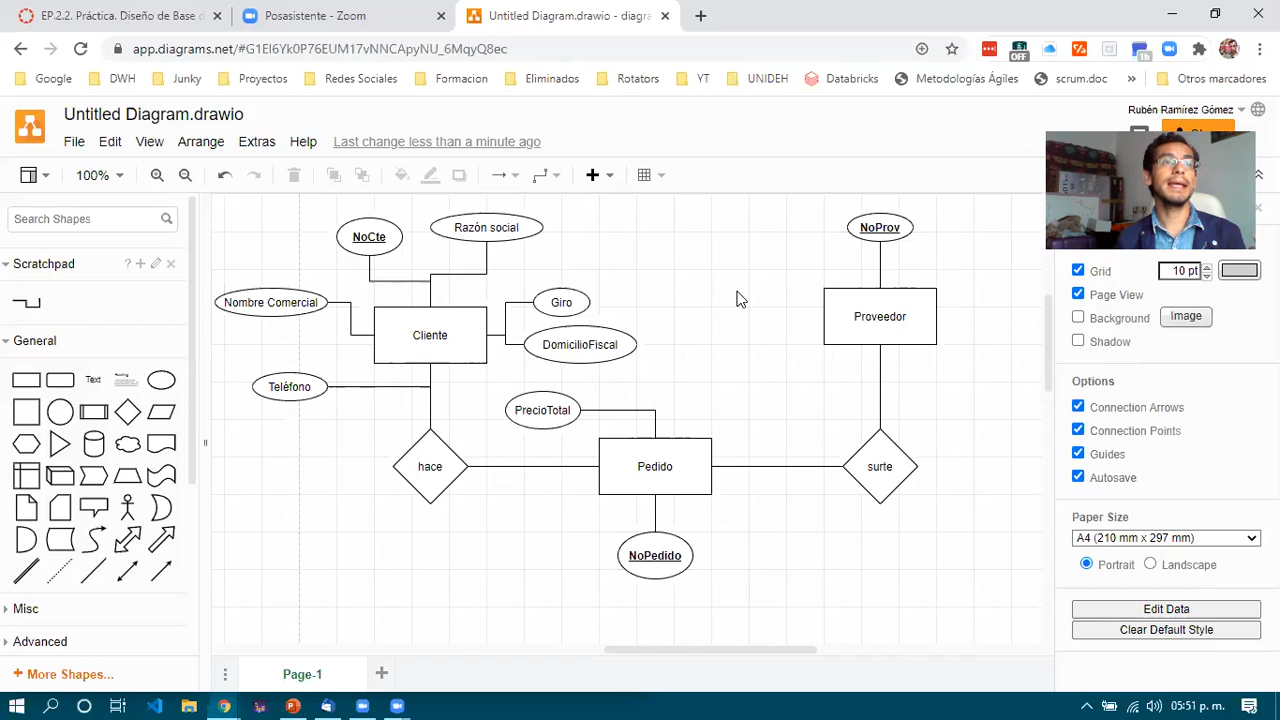 EP.2.2. Práctica. Diseño de Base d
Posasistente - Zoom
Untitled Diagram.drawio - diagra
app.diagrams.net/#G1EI6Yk0P76EUM17vNNCApyNU_6MqyQ8ec
OFF
1h
Google
DWH
Junky
Proyectos
Redes Sociales
Formacion
Eliminados
Rotators
YT
UNIDEH
Databricks
Metodologías Ágiles
scrum.doc
»
Otros marcadores
Untitled Diagram.drawio
Rubén Ramírez Gómez
File Edit View Arrange Extras Help Last change less than a minute ago
100%
Search Shapes
Scratchpad
General
Text
Misc
Advanced
+ More Shapes...
NoCte
Razón social
NoProv
Nombre Comercial
Giro
Cliente
DomicilioFiscal
Proveedor
Teléfono
PrecioTotal
hace
Pedido
surte
NoPedido
Grid
10 pt
Page View
Background
Image
Shadow
Options
Connection Arrows
Connection Points
Guides
Autosave
Paper Size
A4 (210 mm x 297 mm)
Portrait
Landscape
Edit Data
Clear Default Style
Page-1
05:51 p. m.